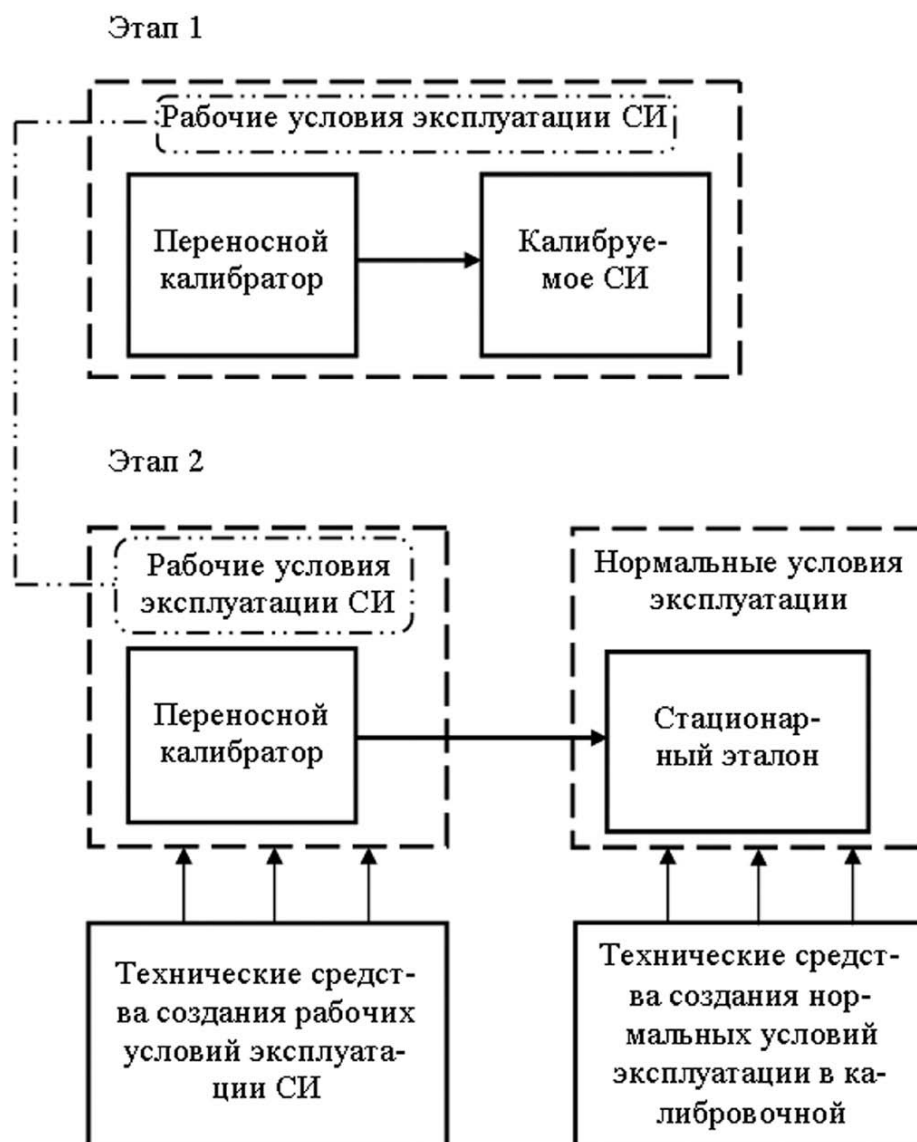 Этап 1
Рабочие условия эксплуатации СИ
Переносной
калибратор
Калибруе-
мое СИ
Этап 2
Рабочие условия
эксплуатации СИ
Переносной
калибратор
Нормальные условия
эксплуатации
Стационар-
ный эталон
Технические средст-
ва создания рабочих
условий эксплуата-
ции СИ
Технические средст-
ва создания нор-
мальных условий
эксплуатации в ка-
либровочной